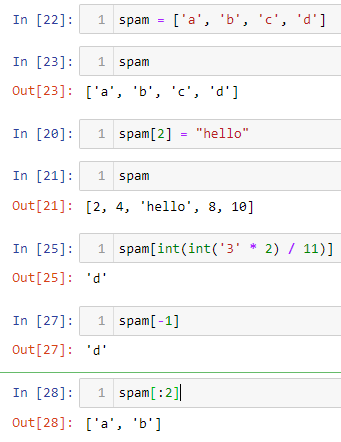 In [22]: 1 spam = ['a', 'b', 'c', 'd']
In [23]: 1 spam
Out[23]: ['a', 'b', 'c', 'd']
In [20]: 1 spam[2] = "hello"
In [21]: 1 spam
Out[21]: [2, 4, 'hello', 8, 10]
In [25]: 1 spam[int(int('3' * 2) / 11)]
Out[25]: 'd'
In [27]: 1 spam[-1]
Out[27]: 'd'
In [28]: 1 spam[:2]
Out[28]: ['a', 'b']